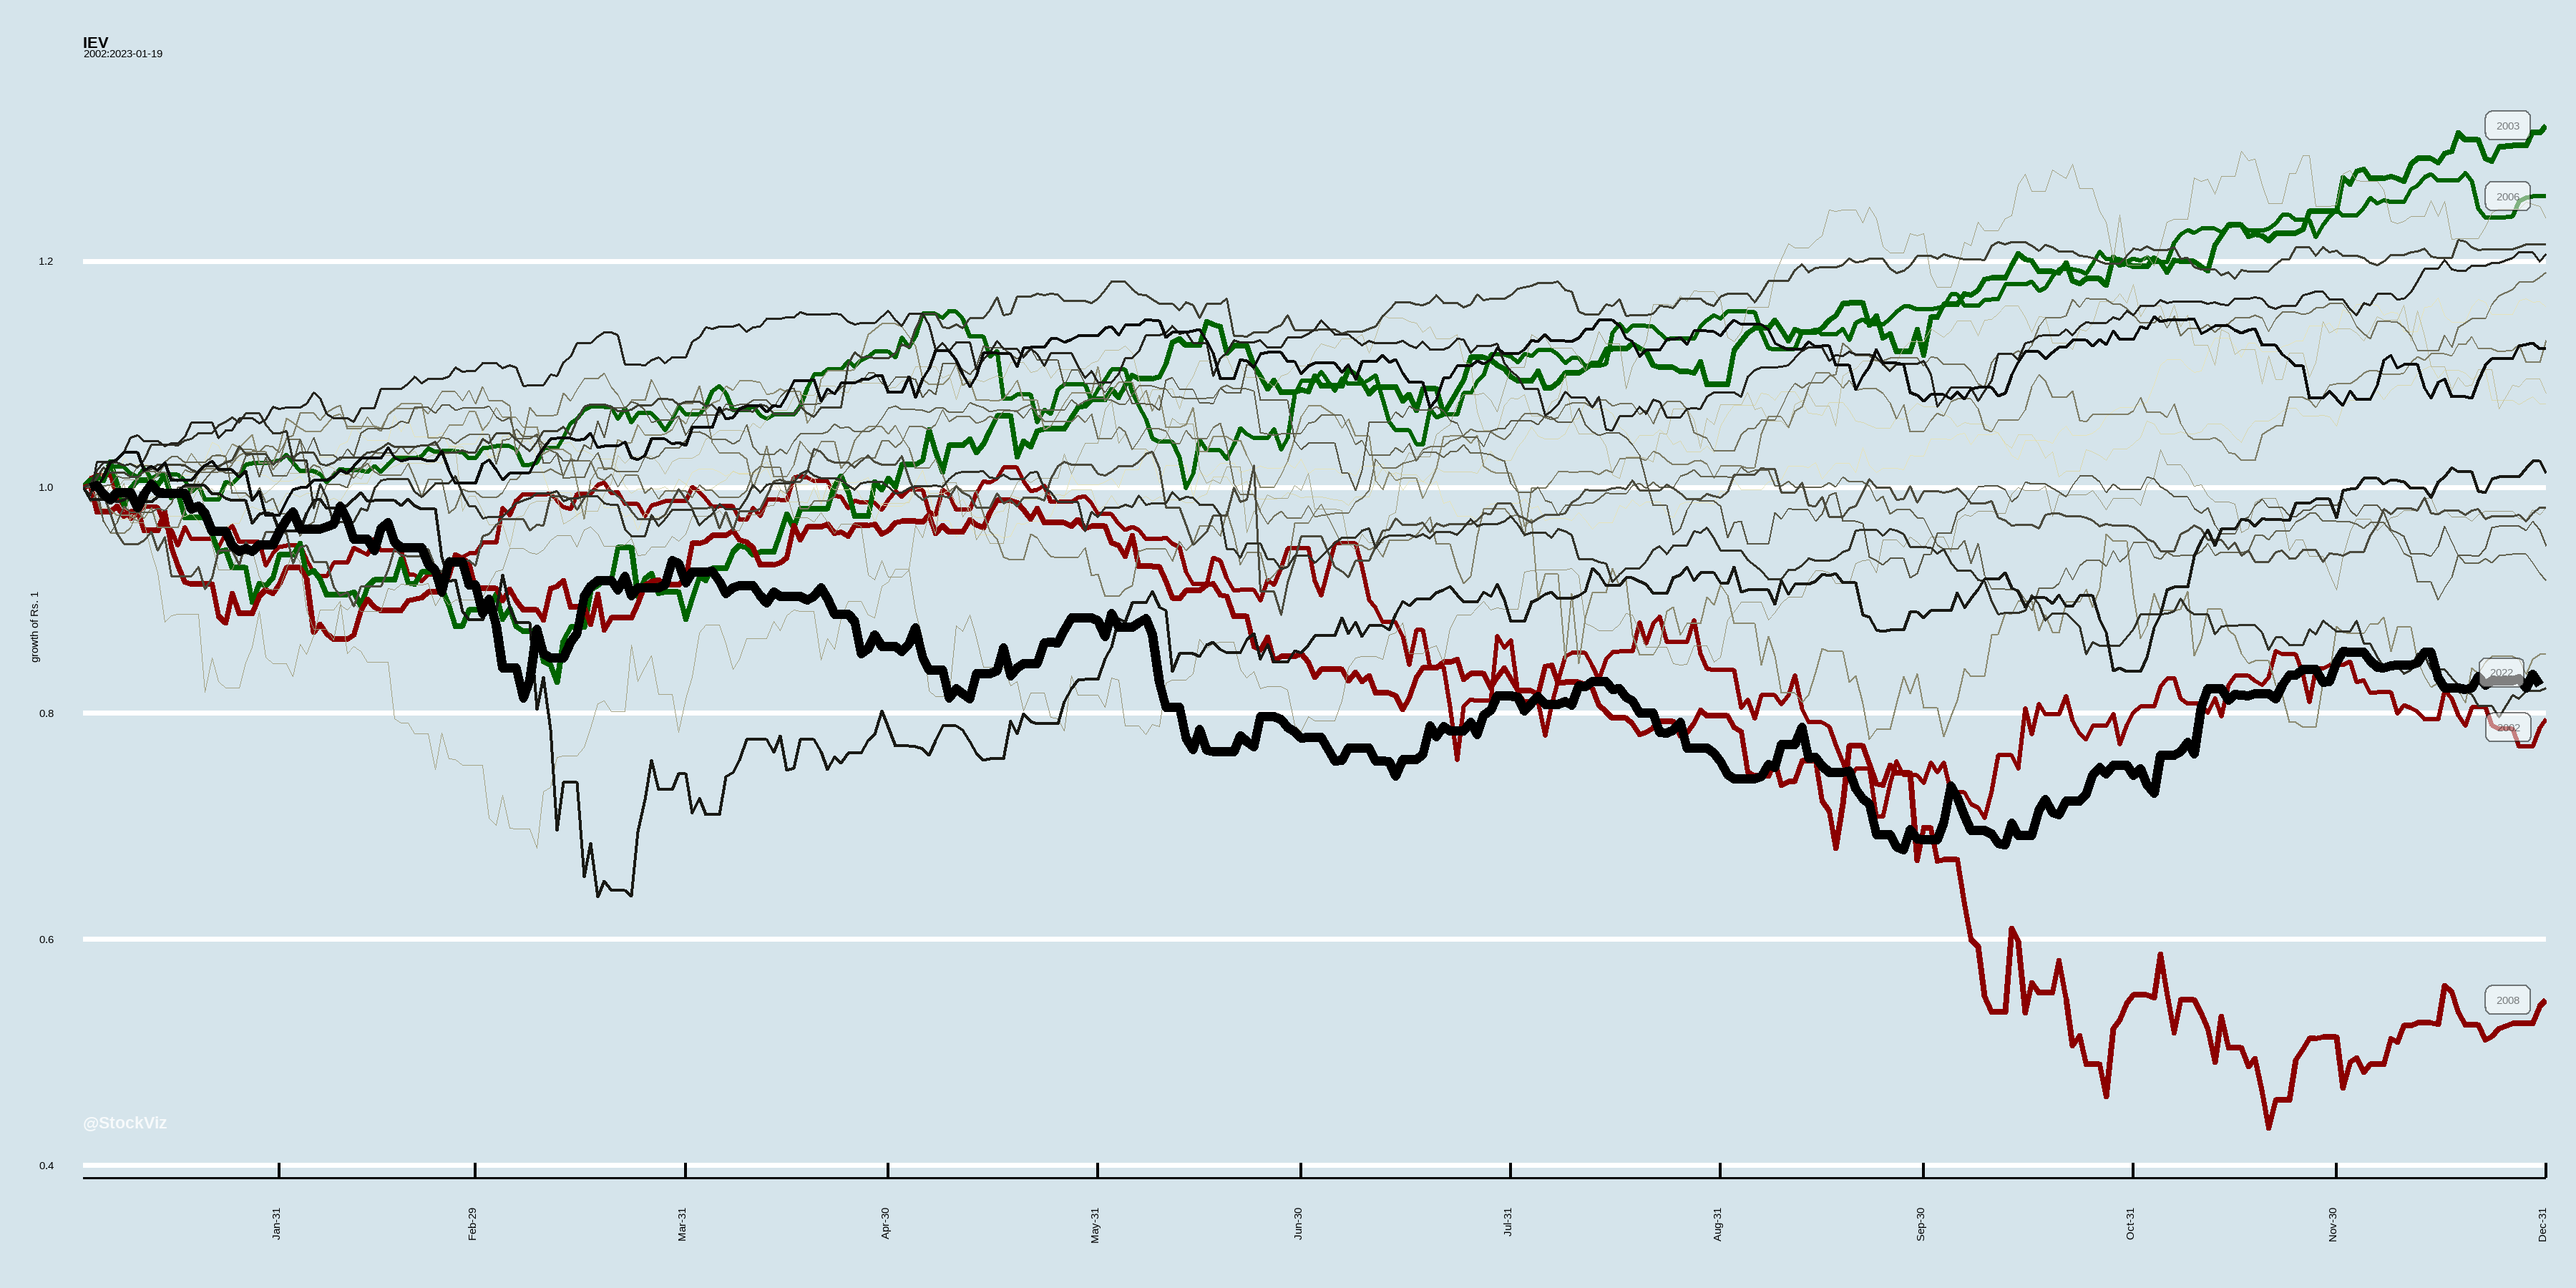 IEV
2002:2023-01-19
2003
2006
1.2
1.0
growth of Rs. 1
2022
0.8
2002
0.6
2008
@StockViz
0.4
Jan-31
Feb-29
Mar-31
Apr-30
May-31
Jun-30
Jul-31
Aug-31
Sep-30
Oct-31
Nov-30
Dec-31